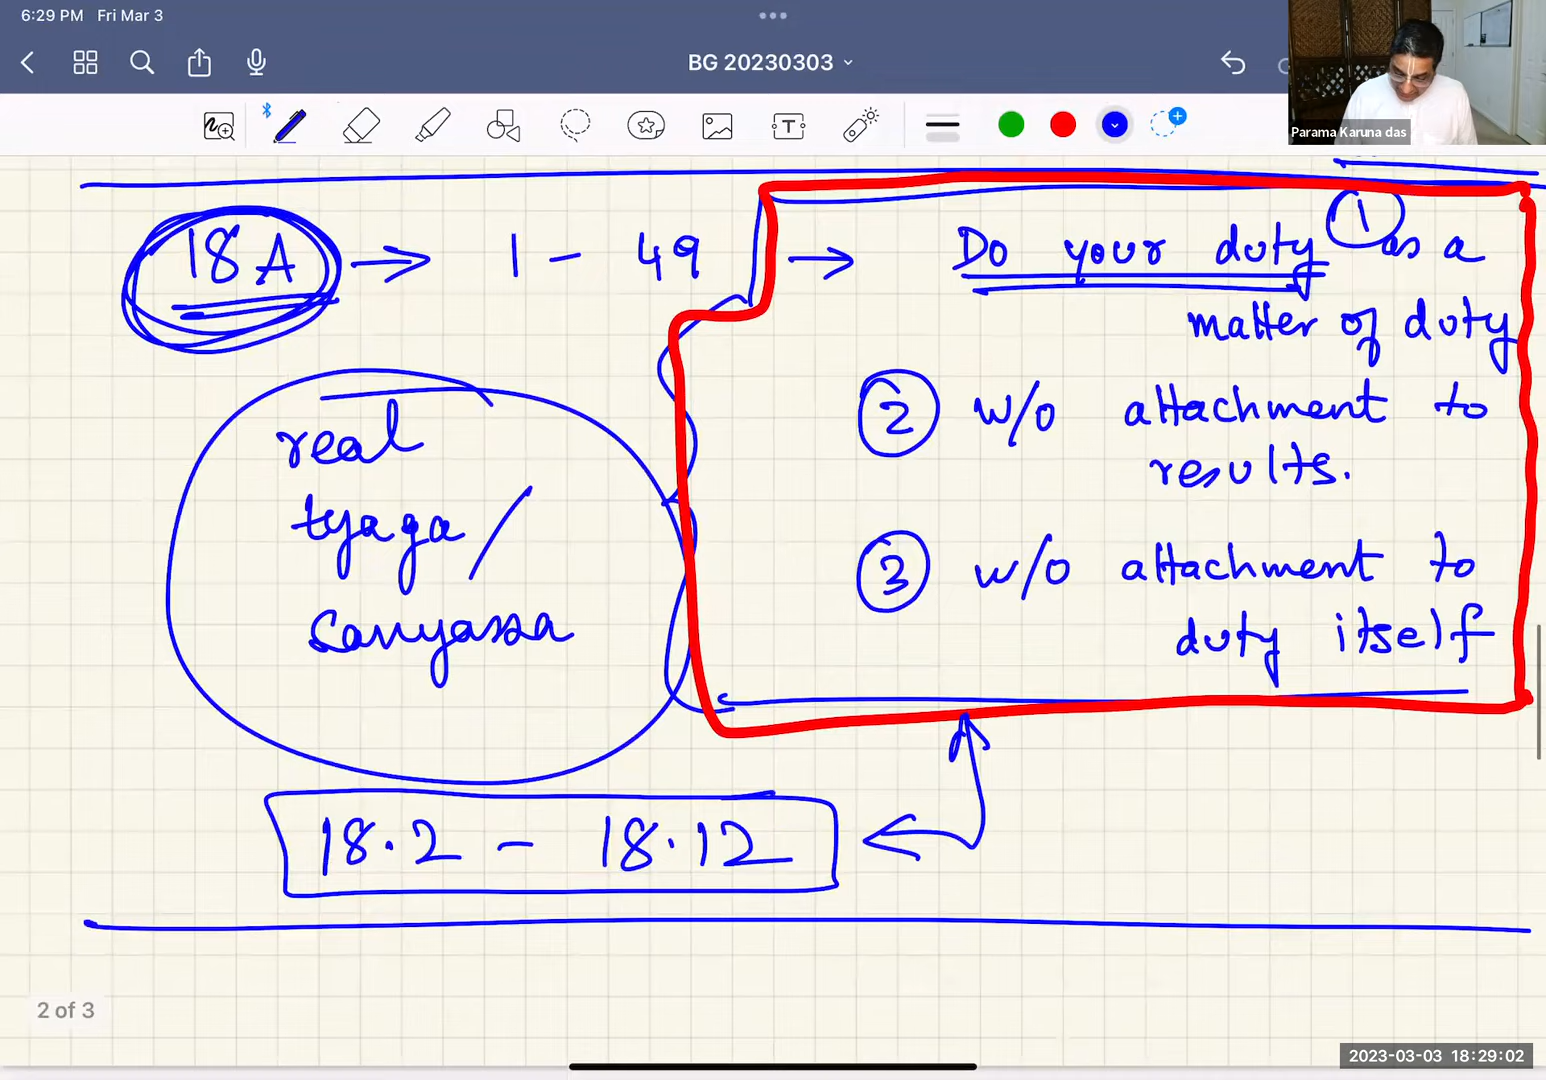 6:29 PM Fri Mar 3
BG 20230303
Parama Karuna das
18 A → 1 - 49 → Do your duty ① as a
matter of duty
② w/o attachment to
results.
③ w/o attachment to
duty itself
real
tyaga /
sanyassa
18.2 - 18.12
2 of 3
2023-03-03 18:29:02